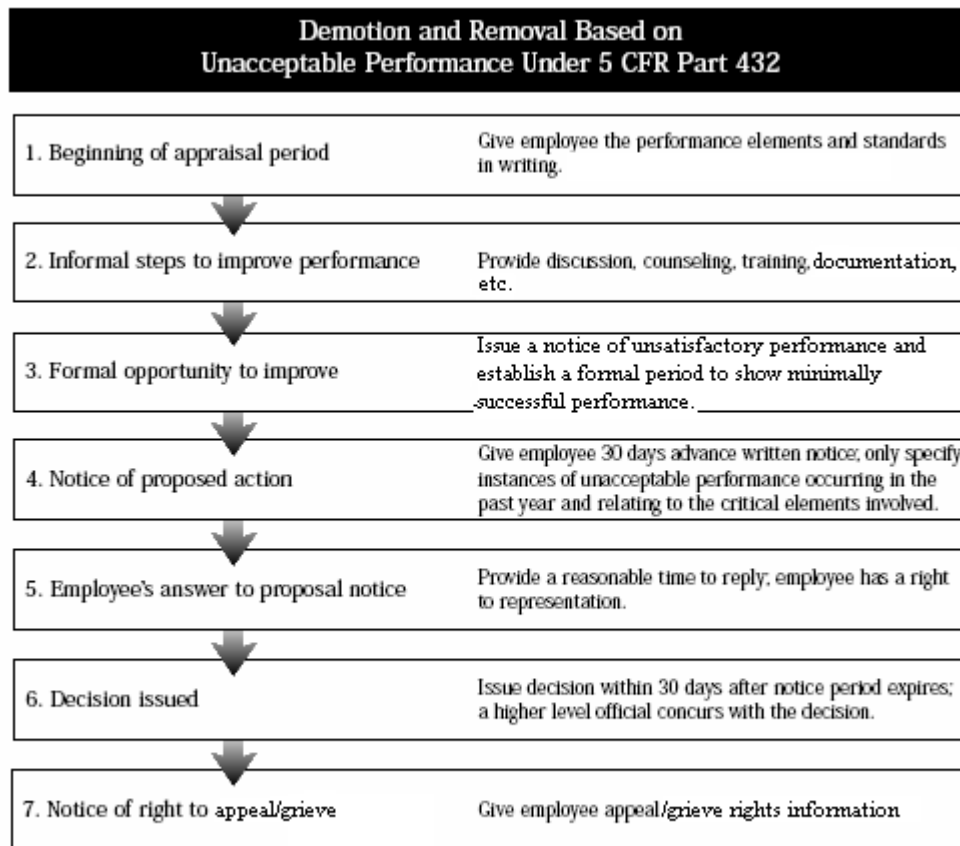 Demotion and Removal Based on
Unacceptable Performance Under 5 CFR Part 432
1. Beginning of appraisal period
Give employee the performance elements and standards
in writing.
2. Informal steps to improve performance
Provide discussion, counseling, training, documentation,
etc.
3. Formal opportunity to improve
Issue a notice of unsatisfactory performance and
establish a formal period to show minimally
successful performance.
4. Notice of proposed action
Give employee 30 days advance written notice; only specify
instances of unacceptable performance occurring in the
past year and relating to the critical elements involved.
5. Employee's answer to proposal notice
Provide a reasonable time to reply; employee has a right
to representation.
6. Decision issued
Issue decision within 30 days after notice period expires;
a higher level official concurs with the decision.
7. Notice of right to appeal/grieve
Give employee appeal/grieve rights information